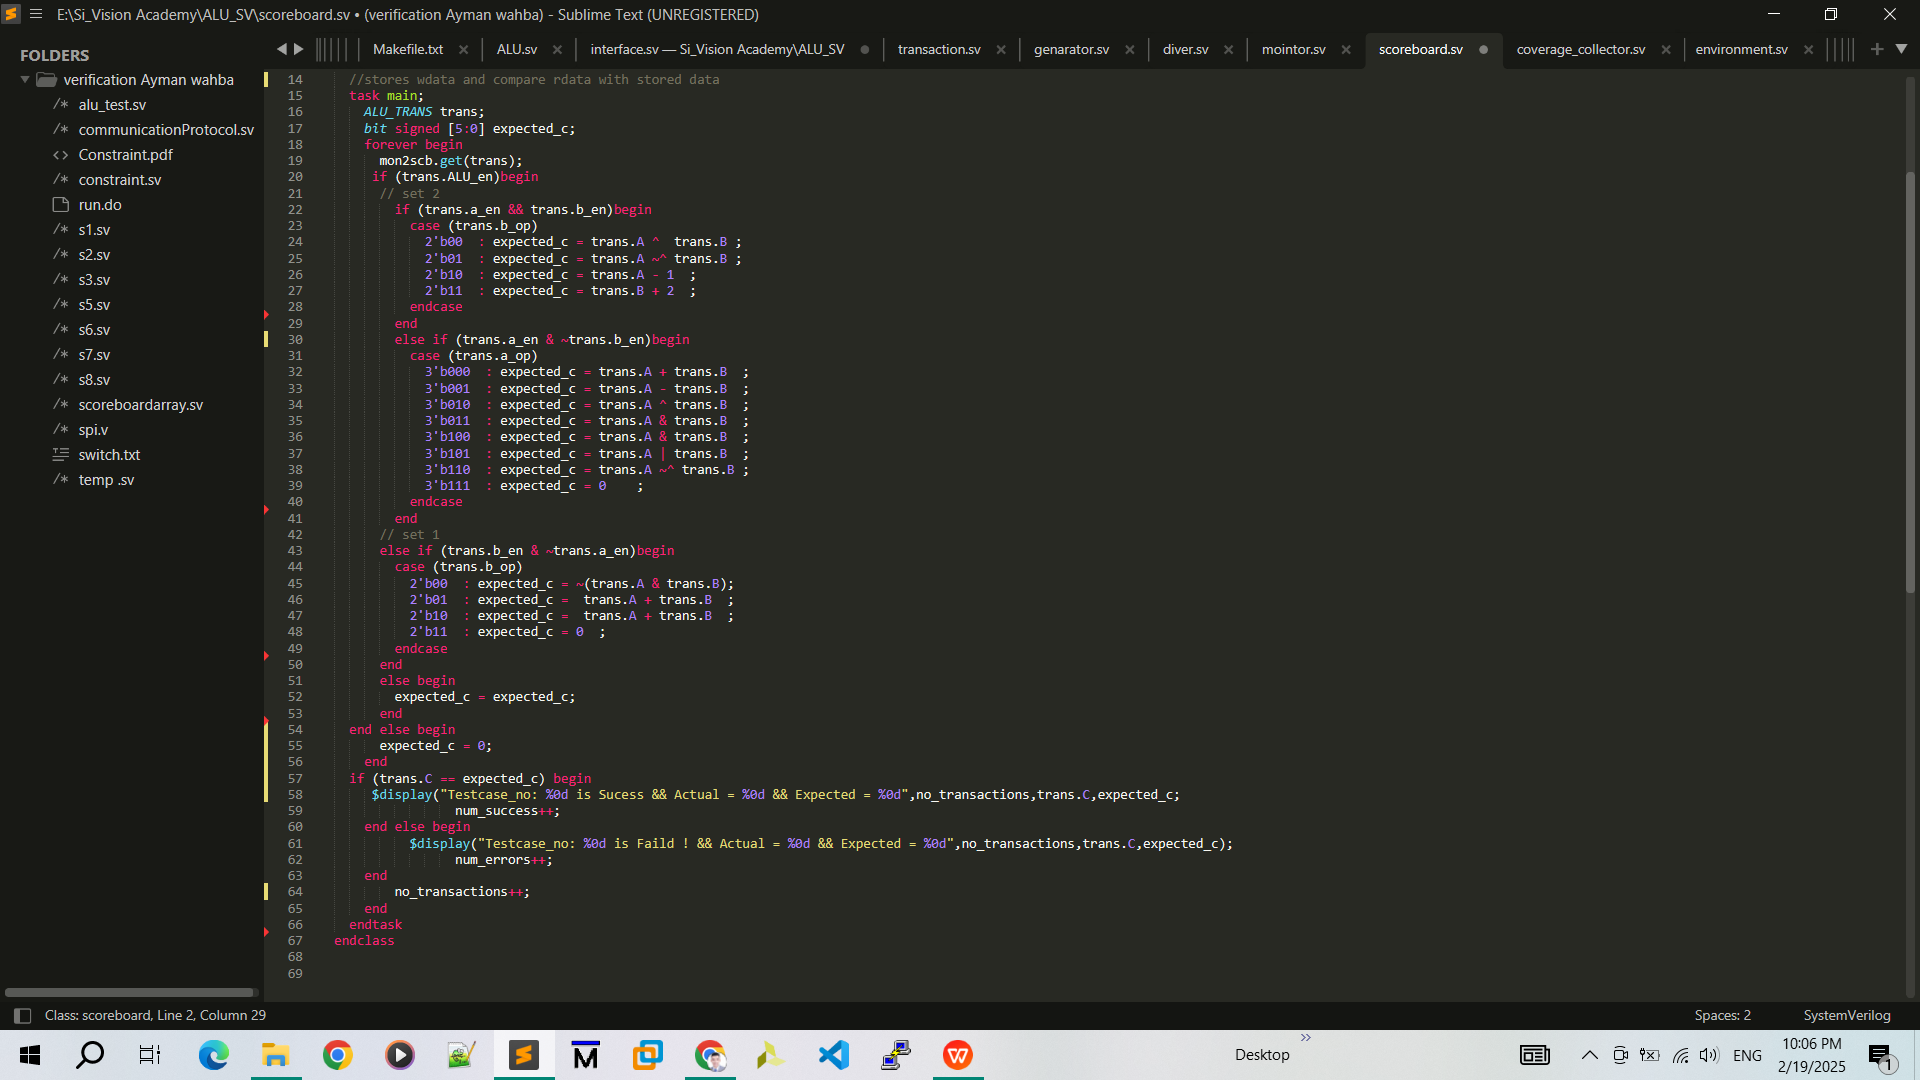 E:\Si_Vision Academy\ALU_SV\scoreboard.sv • (verification Ayman wahba) - Sublime Text (UNREGISTERED)
FOLDERS
verification Ayman wahba
/* alu_test.sv
/* communicationProtocol.sv
<> Constraint.pdf
/* constraint.sv
run.do
/* s1.sv
/* s2.sv
/* s3.sv
/* s5.sv
/* s6.sv
/* s7.sv
/* s8.sv
/* scoreboardarray.sv
/* spi.v
switch.txt
/* temp .sv
Makefile.txt ALU.sv interface.sv — Si_Vision Academy\ALU_SV transaction.sv genarator.sv diver.sv mointor.sv scoreboard.sv coverage_collector.sv environment.sv
14 //stores wdata and compare rdata with stored data
15 task main;
16 ALU_TRANS trans;
17 bit signed [5:0] expected_c;
18 forever begin
19 mon2scb.get(trans);
20 if (trans.ALU_en)begin
21 // set 2
22 if (trans.a_en && trans.b_en)begin
23 case (trans.b_op)
24 2'b00 : expected_c = trans.A ^ trans.B ;
25 2'b01 : expected_c = trans.A ~^ trans.B ;
26 2'b10 : expected_c = trans.A - 1 ;
27 2'b11 : expected_c = trans.B + 2 ;
28 endcase
29 end
30 else if (trans.a_en & ~trans.b_en)begin
31 case (trans.a_op)
32 3'b000 : expected_c = trans.A + trans.B ;
33 3'b001 : expected_c = trans.A - trans.B ;
34 3'b010 : expected_c = trans.A ^ trans.B ;
35 3'b011 : expected_c = trans.A & trans.B ;
36 3'b100 : expected_c = trans.A & trans.B ;
37 3'b101 : expected_c = trans.A | trans.B ;
38 3'b110 : expected_c = trans.A ~^ trans.B ;
39 3'b111 : expected_c = 0 ;
40 endcase
41 end
42 // set 1
43 else if (trans.b_en & ~trans.a_en)begin
44 case (trans.b_op)
45 2'b00 : expected_c = ~(trans.A & trans.B);
46 2'b01 : expected_c = trans.A + trans.B ;
47 2'b10 : expected_c = trans.A + trans.B ;
48 2'b11 : expected_c = 0 ;
49 endcase
50 end
51 else begin
52 expected_c = expected_c;
53 end
54 end else begin
55 expected_c = 0;
56 end
57 if (trans.C == expected_c) begin
58 $display("Testcase_no: %0d is Sucess && Actual = %0d && Expected = %0d",no_transactions,trans.C,expected_c;
59 num_success++;
60 end else begin
61 $display("Testcase_no: %0d is Faild ! && Actual = %0d && Expected = %0d",no_transactions,trans.C,expected_c);
62 num_errors++;
63 end
64 no_transactions++;
65 end
66 endtask
67 endclass
68
69
Class: scoreboard, Line 2, Column 29
Spaces: 2 SystemVerilog
Desktop
ENG
10:06 PM
2/19/2025
1